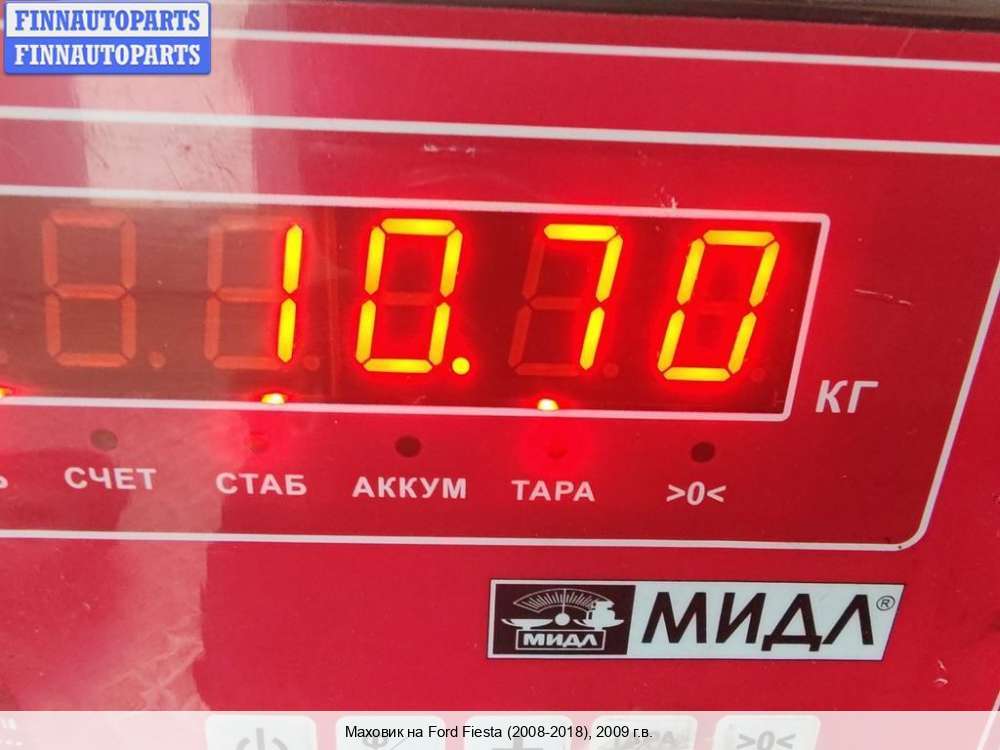 FINNAUTOPARTS
FINNAUTOPARTS
10.70
КГ
СЧЕТ СТАБ АККУМ ТАРА >0<
МИДЛ МИДЛ®
>0<
Маховик на Ford Fiesta (2008-2018), 2009 г.в.